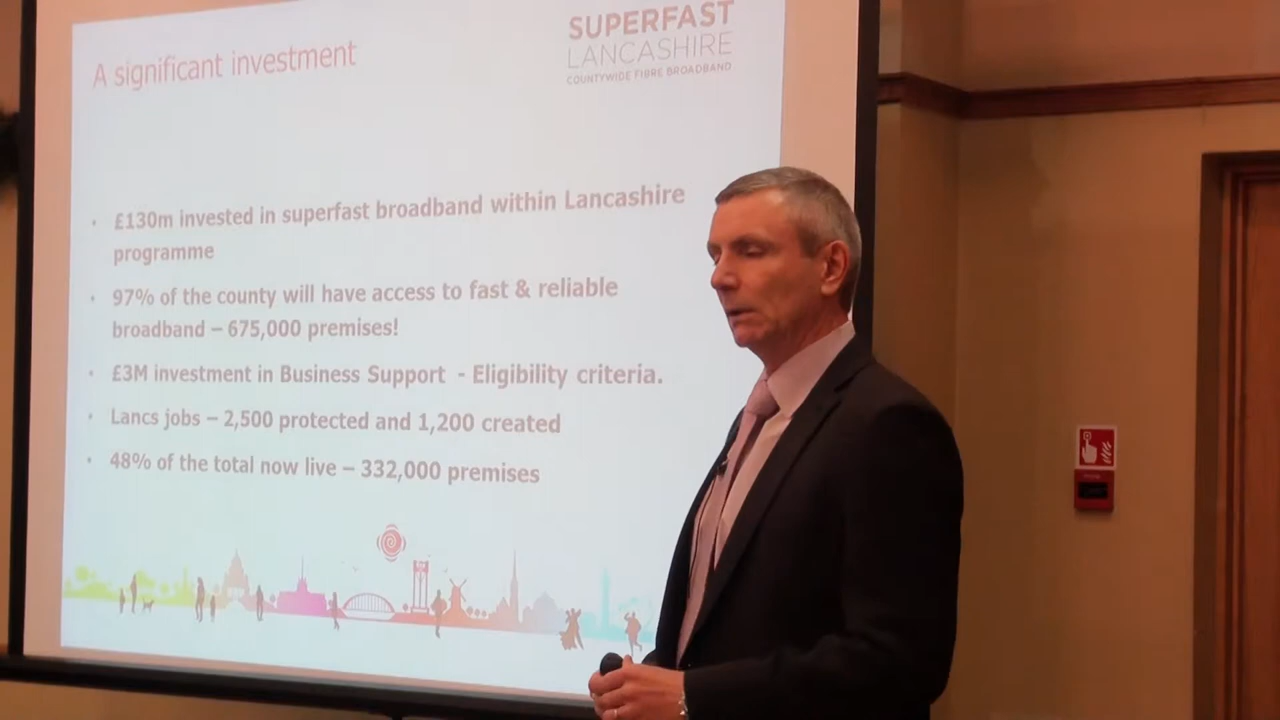 SUPERFAST
LANCASHIRE
COUNTYWIDE FIBRE BROADBAND
A significant investment
• £130m invested in superfast broadband within Lancashire
programme
• 97% of the county will have access to fast & reliable
broadband – 675,000 premises!
• £3M investment in Business Support - Eligibility criteria.
• Lancs jobs – 2,500 protected and 1,200 created
• 48% of the total now live – 332,000 premises